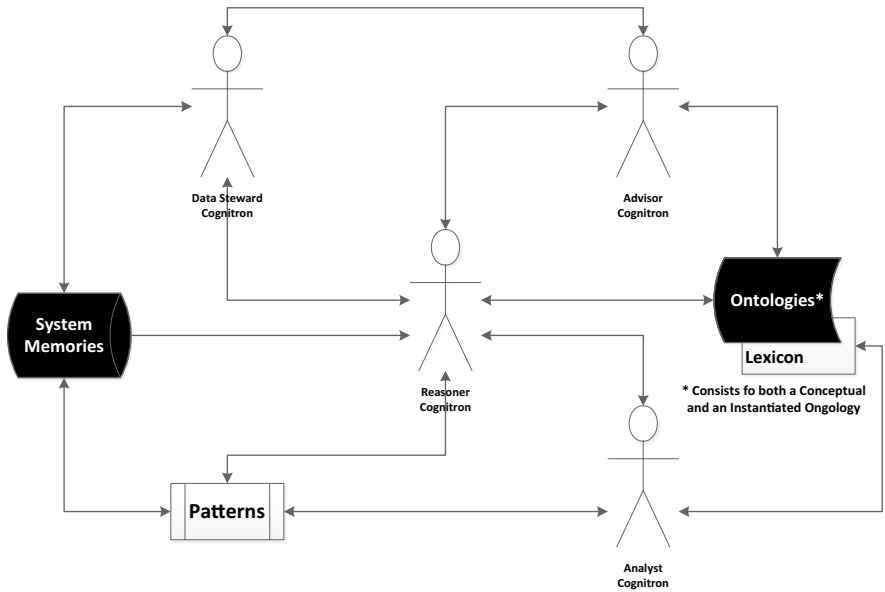 Data Steward
Cognitron
Advisor
Cognitron
System
Memories
Ontologies*
Lexicon
Reasoner
Cognitron
* Consists fo both a Conceptual
and an Instantiated Ongology
Patterns
Analyst
Cognitron